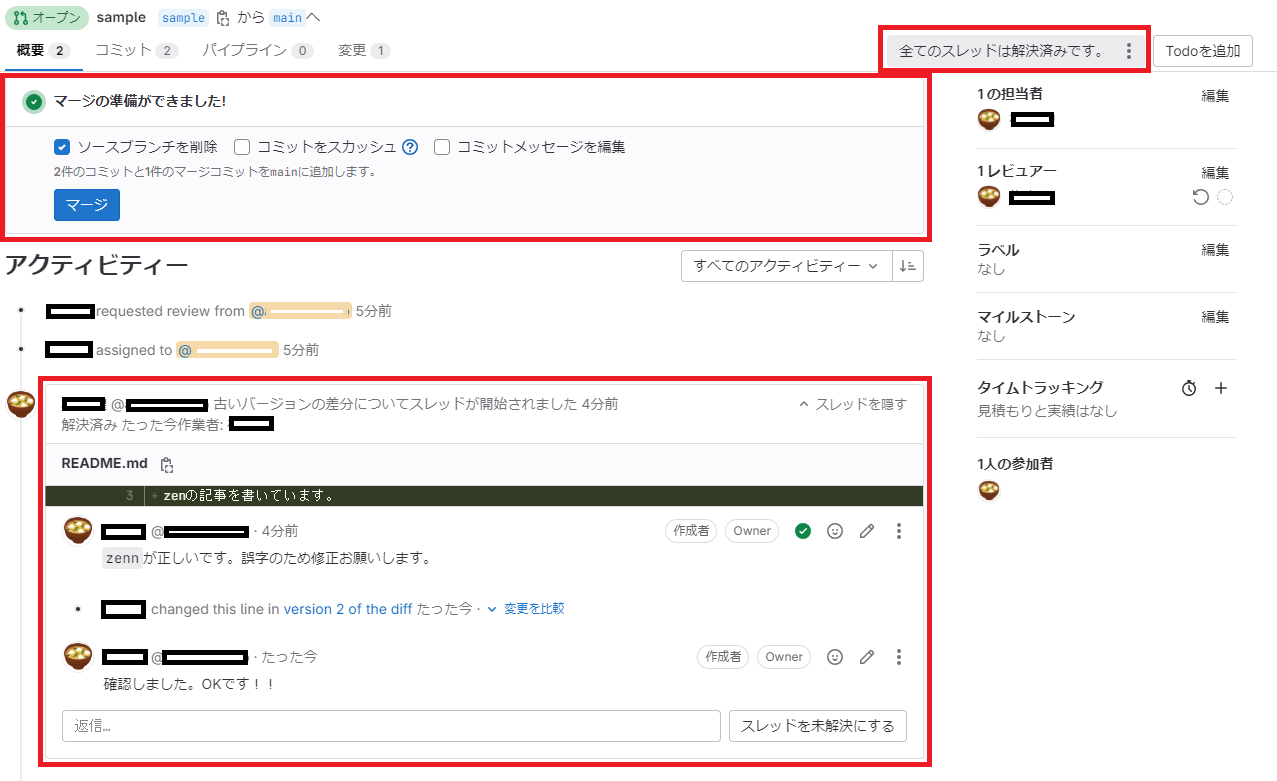 オープン sample sample から main へ
概要 2 コミット 2 パイプライン 0 変更 1
全てのスレッドは解決済みです。 Todoを追加
マージの準備ができました!
ソースブランチを削除 コミットをスカッシュ ? コミットメッセージを編集
2件のコミットと1件のマージコミットをmainに追加します。
マージ
アクティビティー
すべてのアクティビティー
requested review from @ 5分前
assigned to @ 5分前
@ 古いバージョンの差分についてスレッドが開始されました 4分前
スレッドを隠す
解決済み たった今作業者:
README.md
3 + zenの記事を書いています。
@ · 4分前 作成者 Owner
zennが正しいです。誤字のため修正お願いします。
changed this line in version 2 of the diff たった今 · 変更を比較
@ · たった今 作成者 Owner
確認しました。OKです！！
返信…
スレッドを未解決にする
1の担当者 編集
1レビュアー 編集
ラベル 編集
なし
マイルストーン 編集
なし
タイムトラッキング +
見積もりと実績はなし
1人の参加者